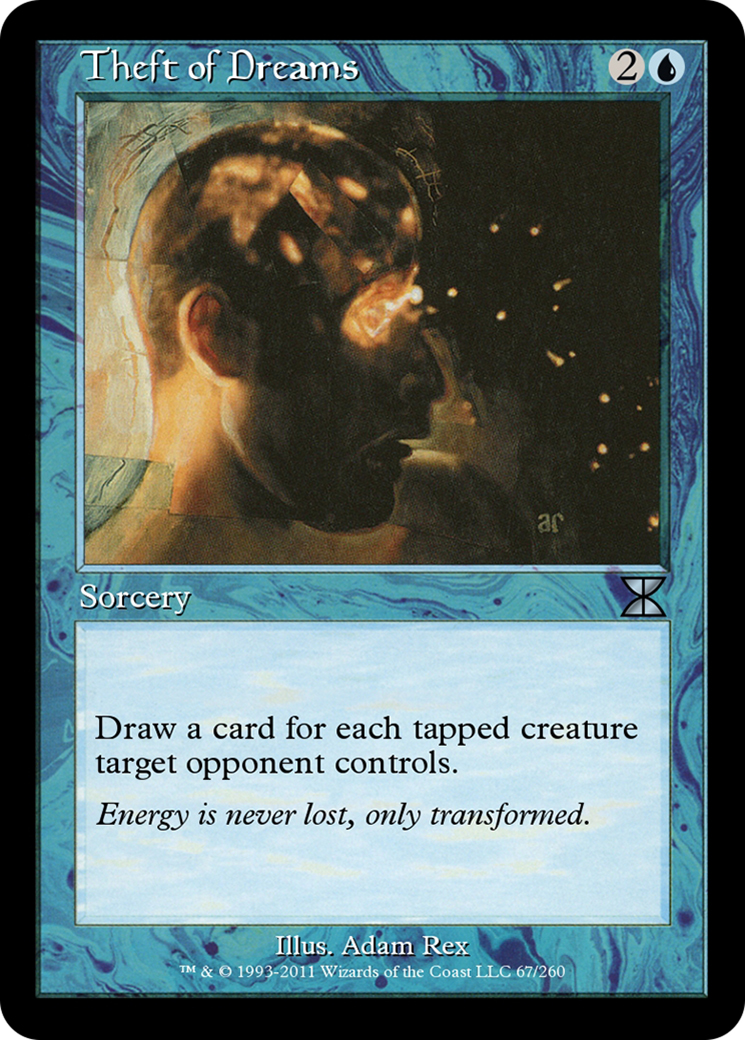 Theft of Dreams 2
ar
Sorcery
Draw a card for each tapped creature
target opponent controls.
Energy is never lost, only transformed.
Illus. Adam Rex
™ & © 1993-2011 Wizards of the Coast LLC 67/260